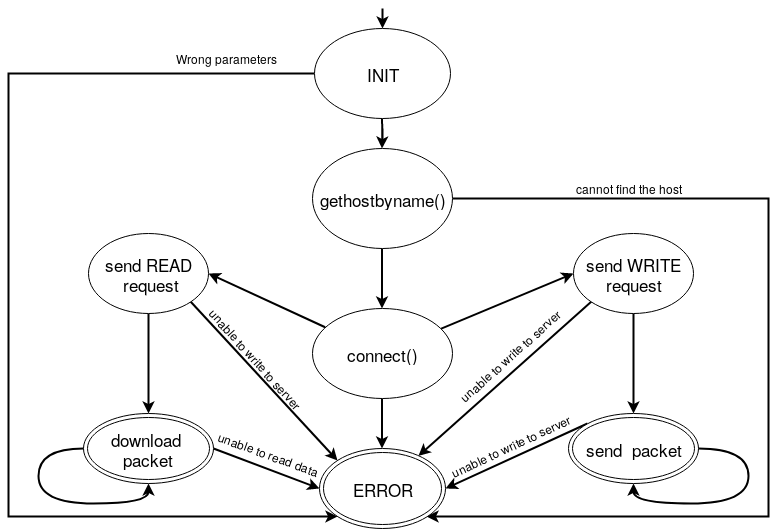 Wrong parameters
INIT
gethostbyname()
cannot find the host
send READ
request
send WRITE
request
unable to write to server
connect()
unable to write to server
download
packet
unable to read data
ERROR
unable to write to server
send packet